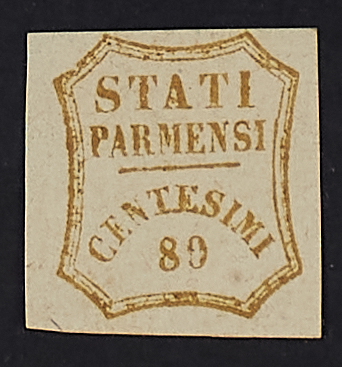 STATI
PARMENSI
CENTESIMI
80